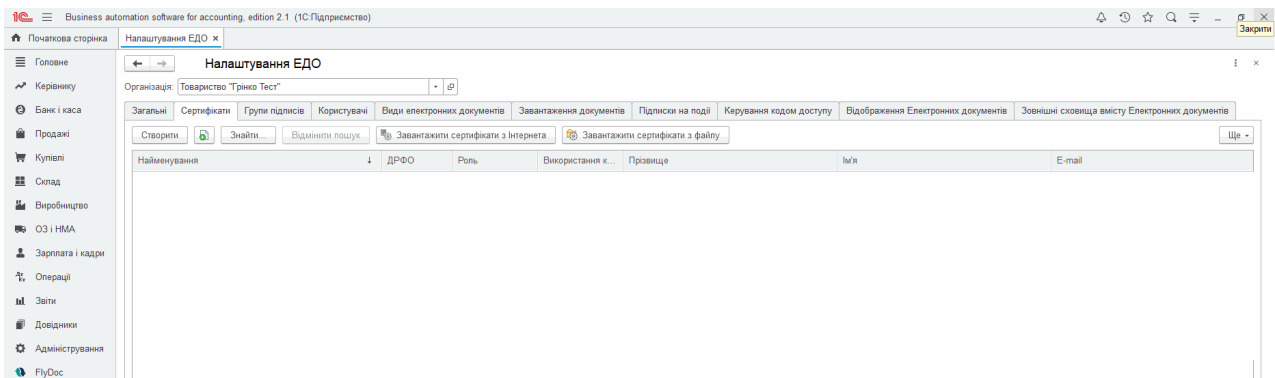 1С Business automation software for accounting, edition 2.1 (1С:Підприємство)
Закрити
Початкова сторінка Налаштування ЕДО ×
Головне
Керівнику
Банк і каса
Продажі
Купівлі
Склад
Виробництво
ОЗ і НМА
Зарплата і кадри
Операції
Звіти
Довідники
Адміністрування
FlyDoc
Налаштування ЕДО
Організація: Товариство "Грінко Тест"
Загальні Сертифікати Групи підписів Користувачі Види електронних документів Завантаження документів Підписки на події Керування кодом доступу Відображення Електронних документів Зовнішні сховища вмісту Електронних документів
Створити Знайти... Відмінити пошук Завантажити сертифікати з Інтернета Завантажити сертифікати з файлу Ще
Найменування ↓ ДРФО Роль Використання к... Прізвище Ім'я E-mail